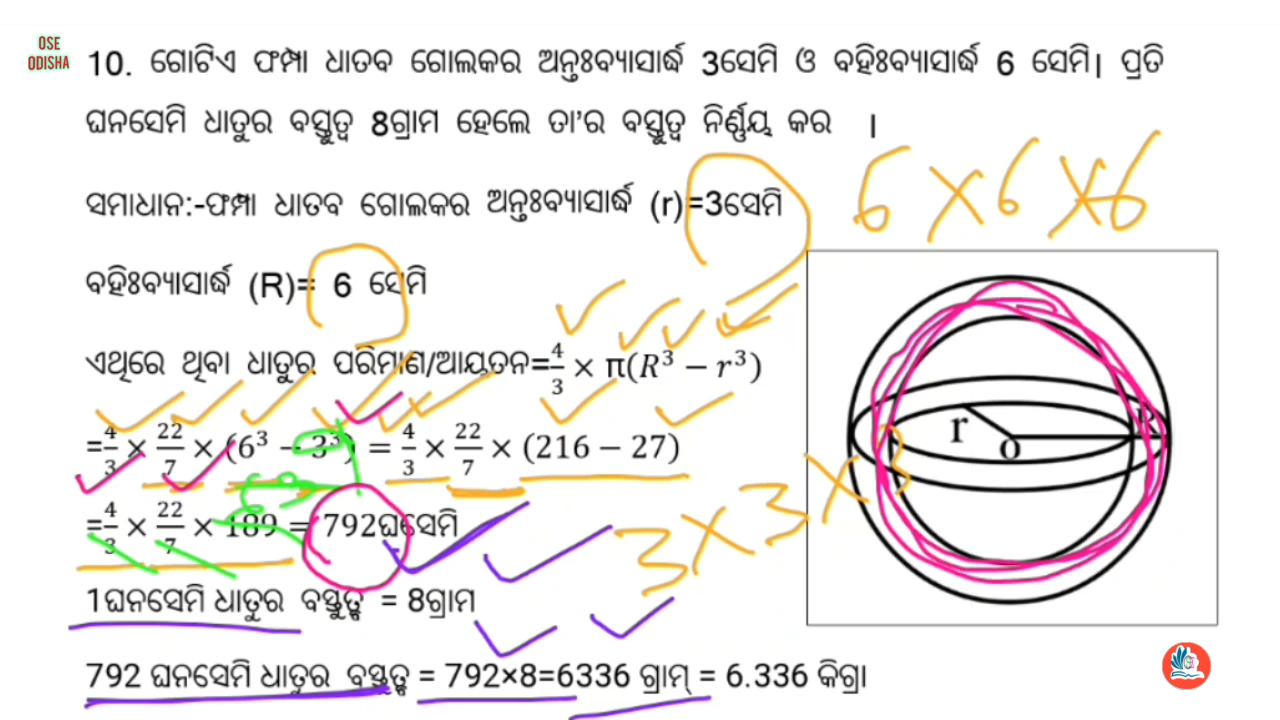 OSE
ODISHA
10. ଗୋଟିଏ ଫମ୍ପା ଧାତବ ଗୋଲକର ଅନ୍ତଃବ୍ୟାସାର୍ଦ୍ଧ 3ସେମି ଓ ବହିଃବ୍ୟାସାର୍ଦ୍ଧ 6 ସେମି। ପ୍ରତି
ଘନସେମି ଧାତୁର ବସ୍ତୁତ୍ୱ 8ଗ୍ରାମ ହେଲେ ତା'ର ବସ୍ତୁତ୍ୱ ନିର୍ଣ୍ଣୟ କର ।
6×6×6
ସମାଧାନ:-ଫମ୍ପା ଧାତବ ଗୋଲକର ଅନ୍ତଃବ୍ୟାସାର୍ଦ୍ଧ (r)=3ସେମି
ବହିଃବ୍ୟାସାର୍ଦ୍ଧ (R)= 6 ସେମି
ଏଥିରେ ଥିବା ଧାତୁର ପରିମାଣ/ଆୟତନ=4/3 × π(R³ − r³)
=4/3 × 22/7 × (6³ − 3³) = 4/3 × 22/7 × (216 − 27)
=4/3 × 22/7 × 189 = 792ଘସେମି
3×3×3
r
O
R
1ଘନସେମି ଧାତୁର ବସ୍ତୁତ୍ୱ = 8ଗ୍ରାମ
792 ଘନସେମି ଧାତୁର ବସ୍ତୁତ୍ୱ = 792×8=6336 ଗ୍ରାମ୍ = 6.336 କିଗ୍ରା